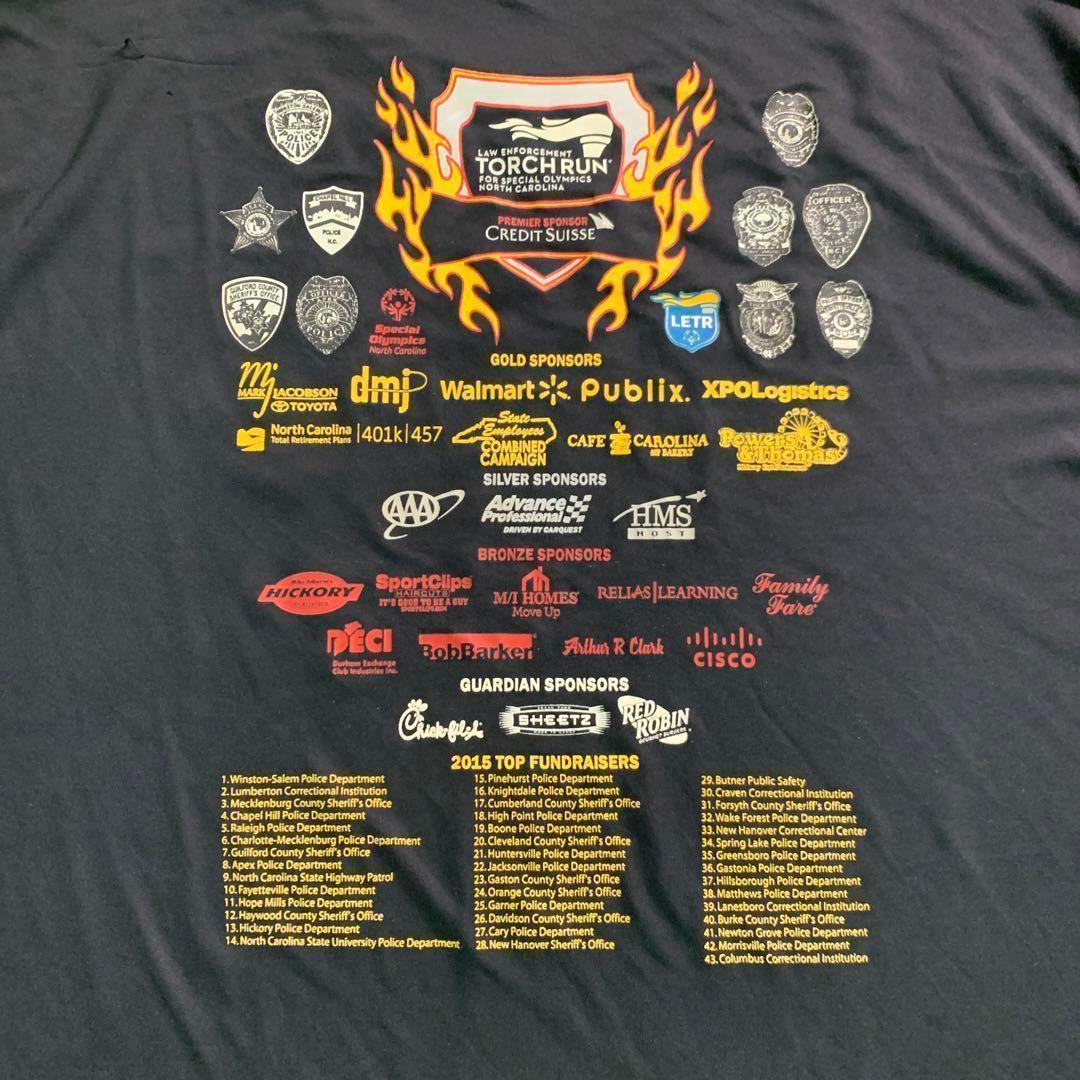 LAW ENFORCEMENT
TORCH RUN
FOR SPECIAL OLYMPICS
NORTH CAROLINA
PREMIER SPONSOR
CREDIT SUISSE
POLICE
CHAPEL HILL
POLICE
N.C.
OFFICER
GUILFORD COUNTY
SHERIFF'S OFFICE
OFFICER
POLICE
Special
Olympics
North Carolina
LETR
GOLD SPONSORS
mj
MARK JACOBSON
TOYOTA
dmj
Walmart
Publix.
XPOLogistics
North Carolina
Total Retirement Plans
|401k|457
State
Employees
COMBINED
CAMPAIGN
CAFE CAROLINA
AND BAKERY
Powers
& Thomas
SILVER SPONSORS
AAA
Advance
Professional
DRIVEN BY CARQUEST
HMS
HOST
BRONZE SPONSORS
HICKORY
SportClips
HAIRCUTS
IT'S GOOD TO BE A GUY
SPORTCLIPS.COM
M/I HOMES
Move Up
RELIAS|LEARNING
Family
Fare
DECI
Durham Exchange
Club Industries Inc.
BobBarker
Arthur R Clark
CISCO
GUARDIAN SPONSORS
Chick-fil-A
SHEETZ
RED
ROBIN
GOURMET BURGERS
2015 TOP FUNDRAISERS
1. Winston-Salem Police Department
2. Lumberton Correctional Institution
3. Mecklenburg County Sheriff's Office
4. Chapel Hill Police Department
5. Raleigh Police Department
6. Charlotte-Mecklenburg Police Department
7. Guilford County Sheriff's Office
8. Apex Police Department
9. North Carolina State Highway Patrol
10. Fayetteville Police Department
11. Hope Mills Police Department
12. Haywood County Sheriff's Office
13. Hickory Police Department
14. North Carolina State University Police Department
15. Pinehurst Police Department
16. Knightdale Police Department
17. Cumberland County Sheriff's Office
18. High Point Police Department
19. Boone Police Department
20. Cleveland County Sheriff's Office
21. Huntersville Police Department
22. Jacksonville Police Department
23. Gaston County Sheriff's Office
24. Orange County Sheriff's Office
25. Garner Police Department
26. Davidson County Sheriff's Office
27. Cary Police Department
28. New Hanover Sheriff's Office
29. Butner Public Safety
30. Craven Correctional Institution
31. Forsyth County Sheriff's Office
32. Wake Forest Police Department
33. New Hanover Correctional Center
34. Spring Lake Police Department
35. Greensboro Police Department
36. Gastonia Police Department
37. Hillsborough Police Department
38. Matthews Police Department
39. Lanesboro Correctional Institution
40. Burke County Sheriff's Office
41. Newton Grove Police Department
42. Morrisville Police Department
43. Columbus Correctional Institution